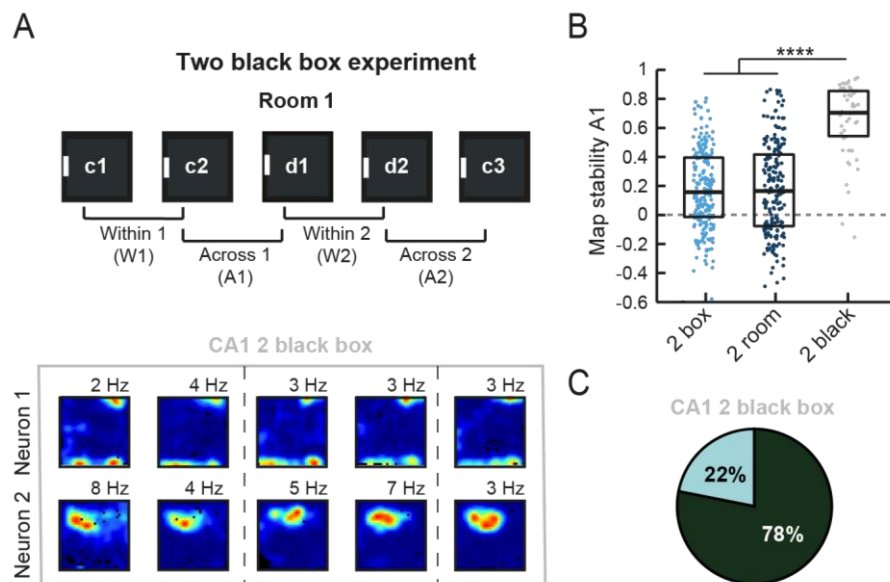 A
Two black box experiment
Room 1
c1 c2 d1 d2 c3
Within 1 Within 2
(W1) (W2)
Across 1 Across 2
(A1) (A2)
CA1 2 black box
Neuron 1
2 Hz 4 Hz 3 Hz 3 Hz 3 Hz
Neuron 2
8 Hz 4 Hz 5 Hz 7 Hz 3 Hz
B
****
Map stability A1
1
0.8
0.6
0.4
0.2
0
-0.2
-0.4
-0.6
2 box 2 room 2 black
C
CA1 2 black box
22%
78%